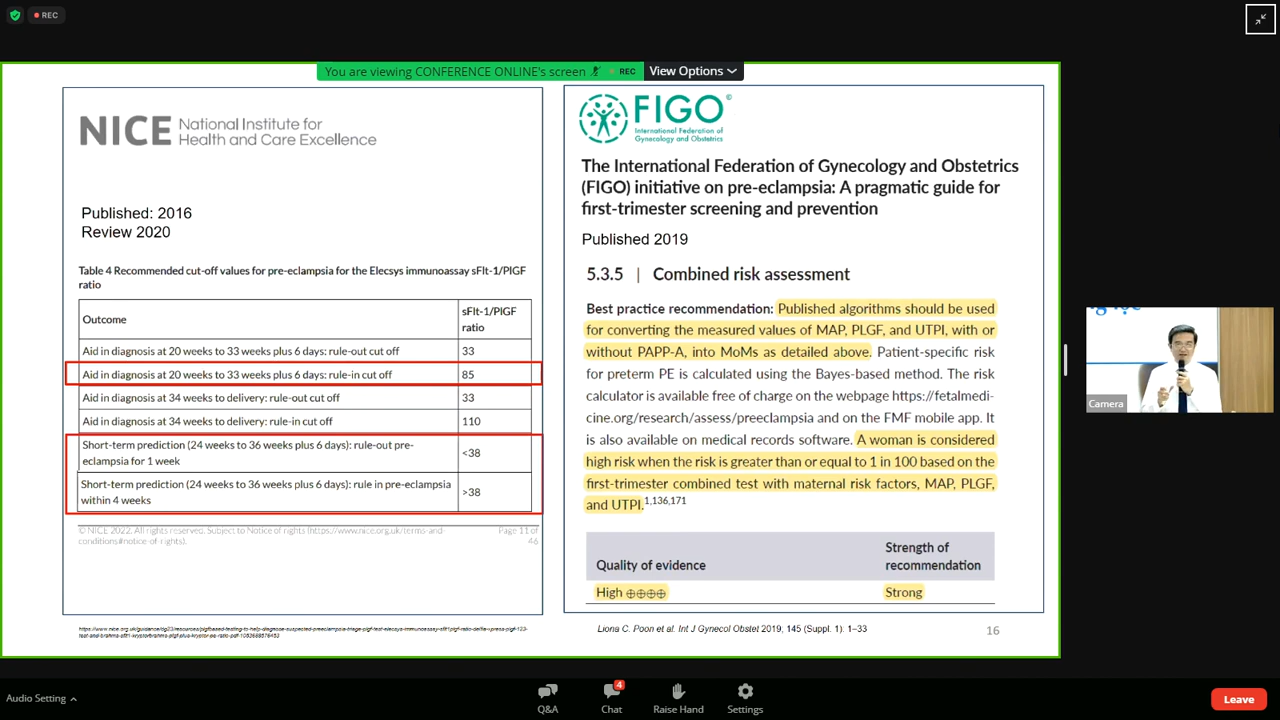 REC
You are viewing CONFERENCE ONLINE's screen
REC
View Options
NICE National Institute for
Health and Care Excellence
Published: 2016
Review 2020
Table 4 Recommended cut-off values for pre-eclampsia for the Elecsys immunoassay sFlt-1/PIGF
ratio
Outcome
sFlt-1/PIGF
ratio
Aid in diagnosis at 20 weeks to 33 weeks plus 6 days: rule-out cut off
33
Aid in diagnosis at 20 weeks to 33 weeks plus 6 days: rule-in cut off
85
Aid in diagnosis at 34 weeks to delivery: rule-out cut off
33
Aid in diagnosis at 34 weeks to delivery: rule-in cut off
110
Short-term prediction (24 weeks to 36 weeks plus 6 days): rule-out pre-
eclampsia for 1 week
<38
Short-term prediction (24 weeks to 36 weeks plus 6 days): rule in pre-eclampsia
within 4 weeks
>38
© NICE 2022. All rights reserved. Subject to Notice of rights (https://www.nice.org.uk/terms-and-
conditions#notice-of-rights).
Page 11 of
46
FIGO
International Federation of
Gynecology and Obstetrics
The International Federation of Gynecology and Obstetrics
(FIGO) initiative on pre-eclampsia: A pragmatic guide for
first-trimester screening and prevention
Published 2019
5.3.5 | Combined risk assessment
Best practice recommendation: Published algorithms should be used
for converting the measured values of MAP, PLGF, and UTPI, with or
without PAPP-A, into MoMs as detailed above. Patient-specific risk
for preterm PE is calculated using the Bayes-based method. The risk
calculator is available free of charge on the webpage https://fetalmedi-
cine.org/research/assess/preeclampsia and on the FMF mobile app. It
is also available on medical records software. A woman is considered
high risk when the risk is greater than or equal to 1 in 100 based on the
first-trimester combined test with maternal risk factors, MAP, PLGF,
and UTPI.1,136,171
Quality of evidence
Strength of
recommendation
High ⊕⊕⊕⊕
Strong
Liona C. Poon et al. Int J Gynecol Obstet 2019, 145 (Suppl. 1): 1–33
16
Camera
Audio Setting
Q&A
4
Chat
Raise Hand
Settings
Leave